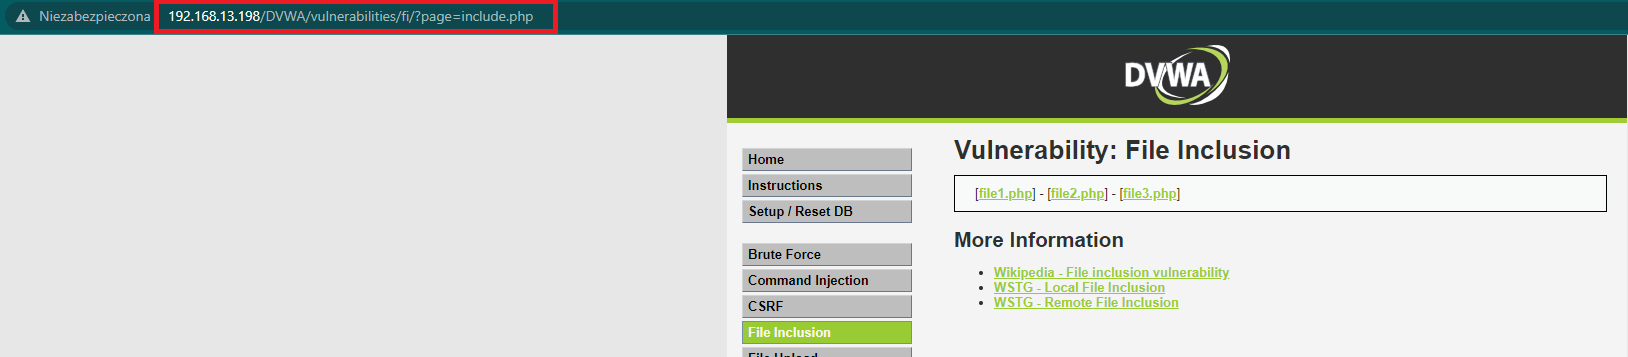 Niezabezpieczona 192.168.13.198/DVWA/vulnerabilities/fi/?page=include.php
DVWA
Home
Instructions
Setup / Reset DB
Brute Force
Command Injection
CSRF
File Inclusion
File Upload
Vulnerability: File Inclusion
[file1.php] - [file2.php] - [file3.php]
More Information
Wikipedia - File inclusion vulnerability
WSTG - Local File Inclusion
WSTG - Remote File Inclusion